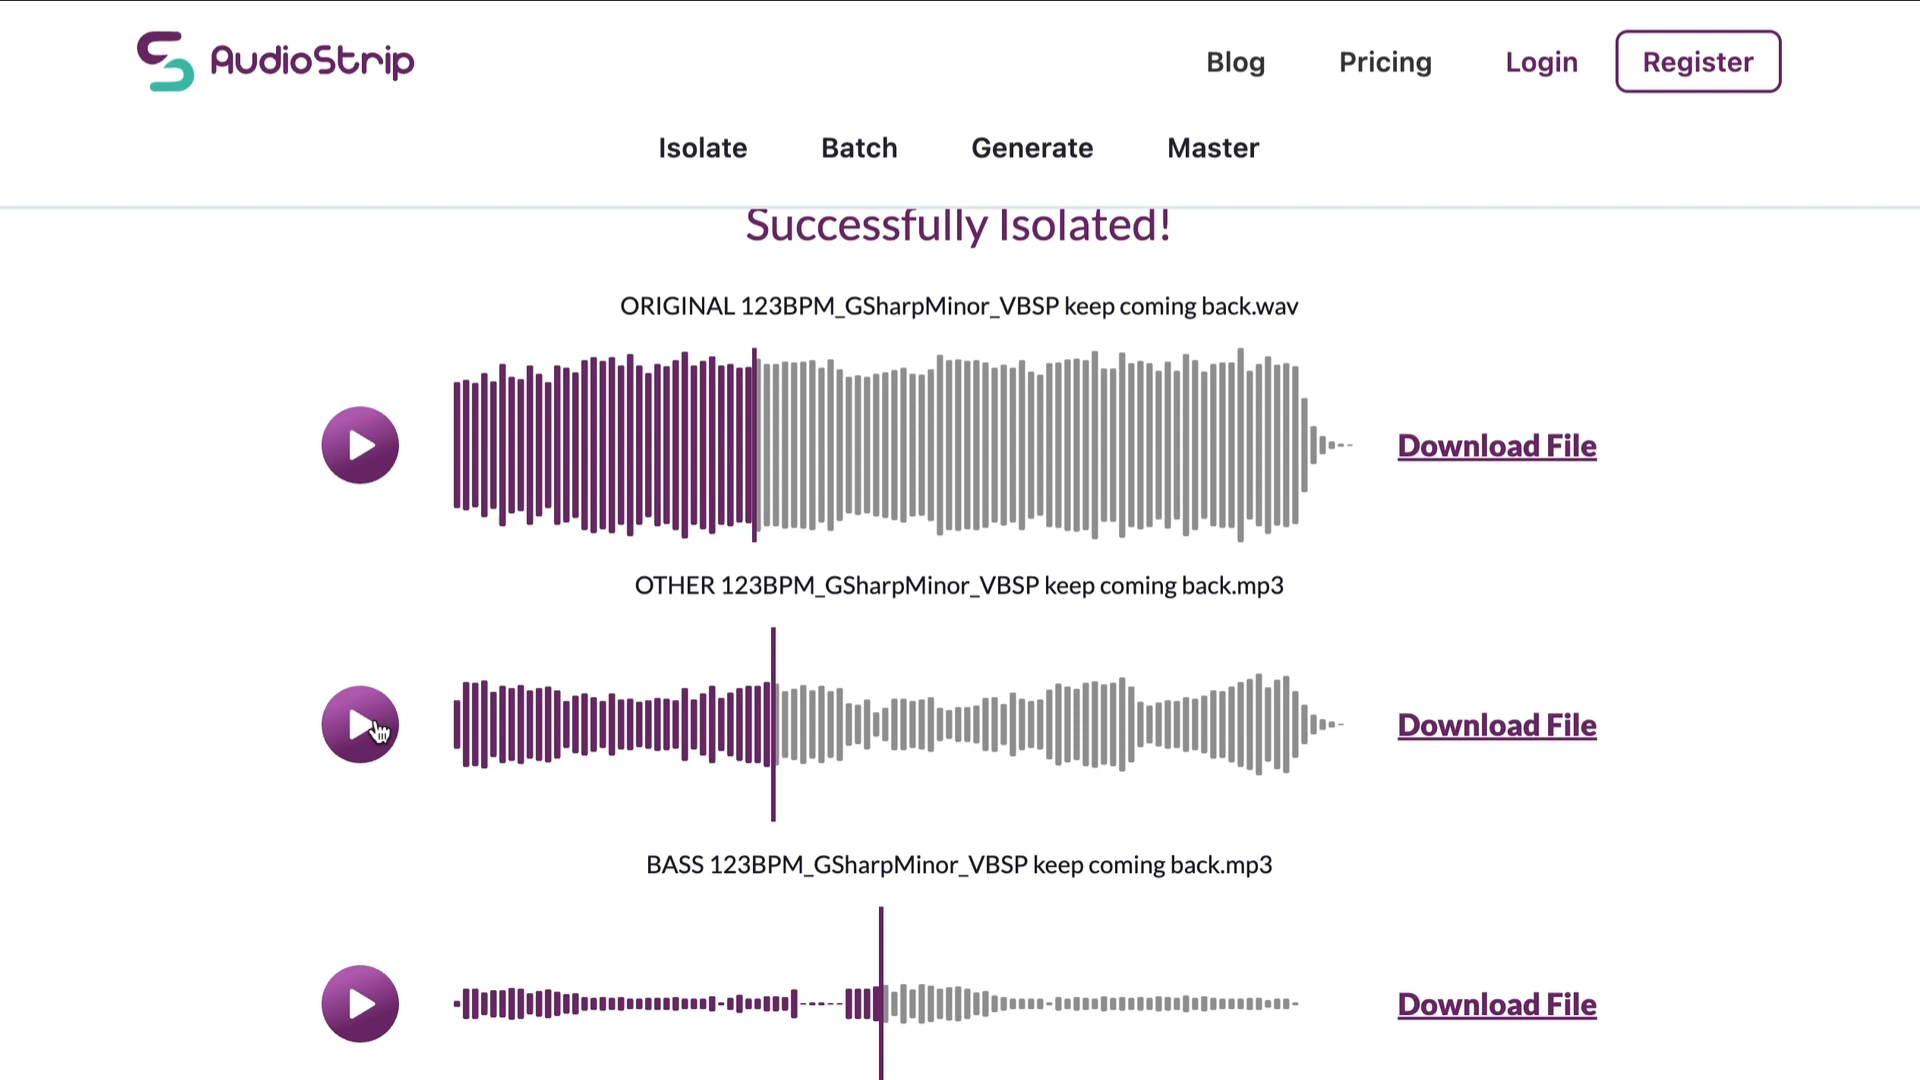 AudioStrip
Blog Pricing Login Register
Isolate Batch Generate Master
Successfully Isolated!
ORIGINAL 123BPM_GSharpMinor_VBSP keep coming back.wav
Download File
OTHER 123BPM_GSharpMinor_VBSP keep coming back.mp3
Download File
BASS 123BPM_GSharpMinor_VBSP keep coming back.mp3
Download File